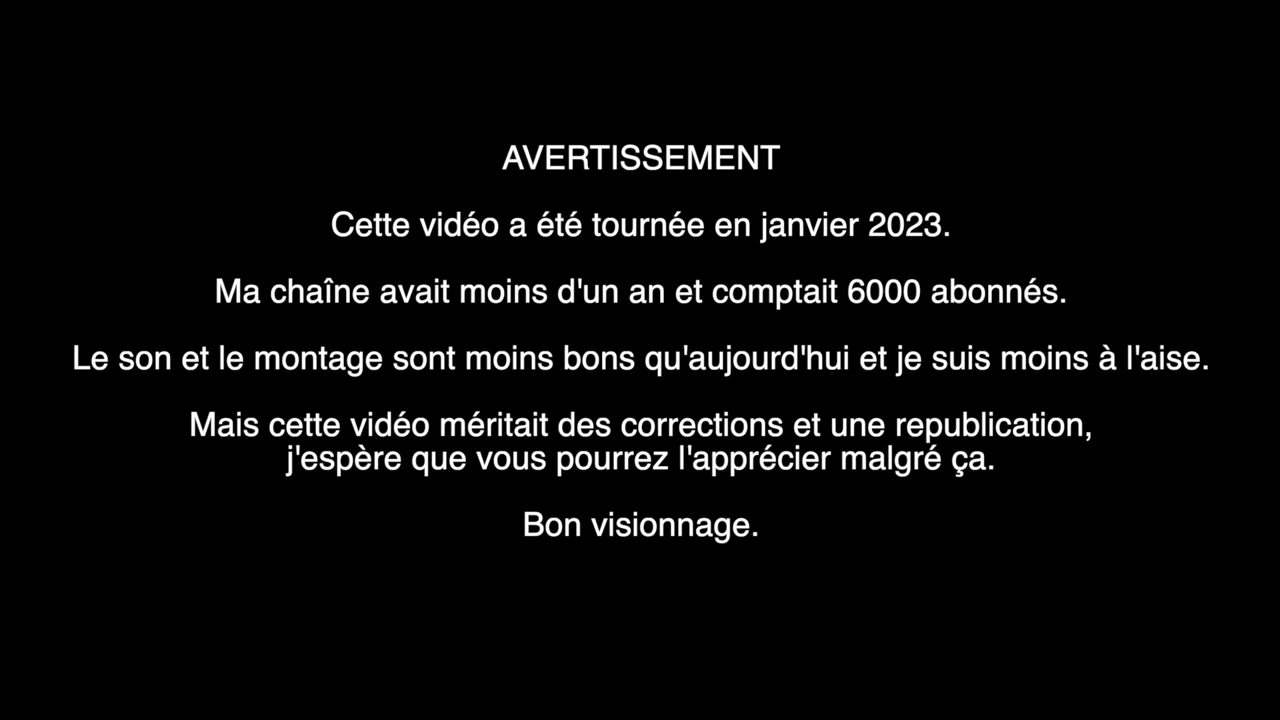 AVERTISSEMENT
Cette vidéo a été tournée en janvier 2023.
Ma chaîne avait moins d'un an et comptait 6000 abonnés.
Le son et le montage sont moins bons qu'aujourd'hui et je suis moins à l'aise.
Mais cette vidéo méritait des corrections et une republication,
j'espère que vous pourrez l'apprécier malgré ça.
Bon visionnage.